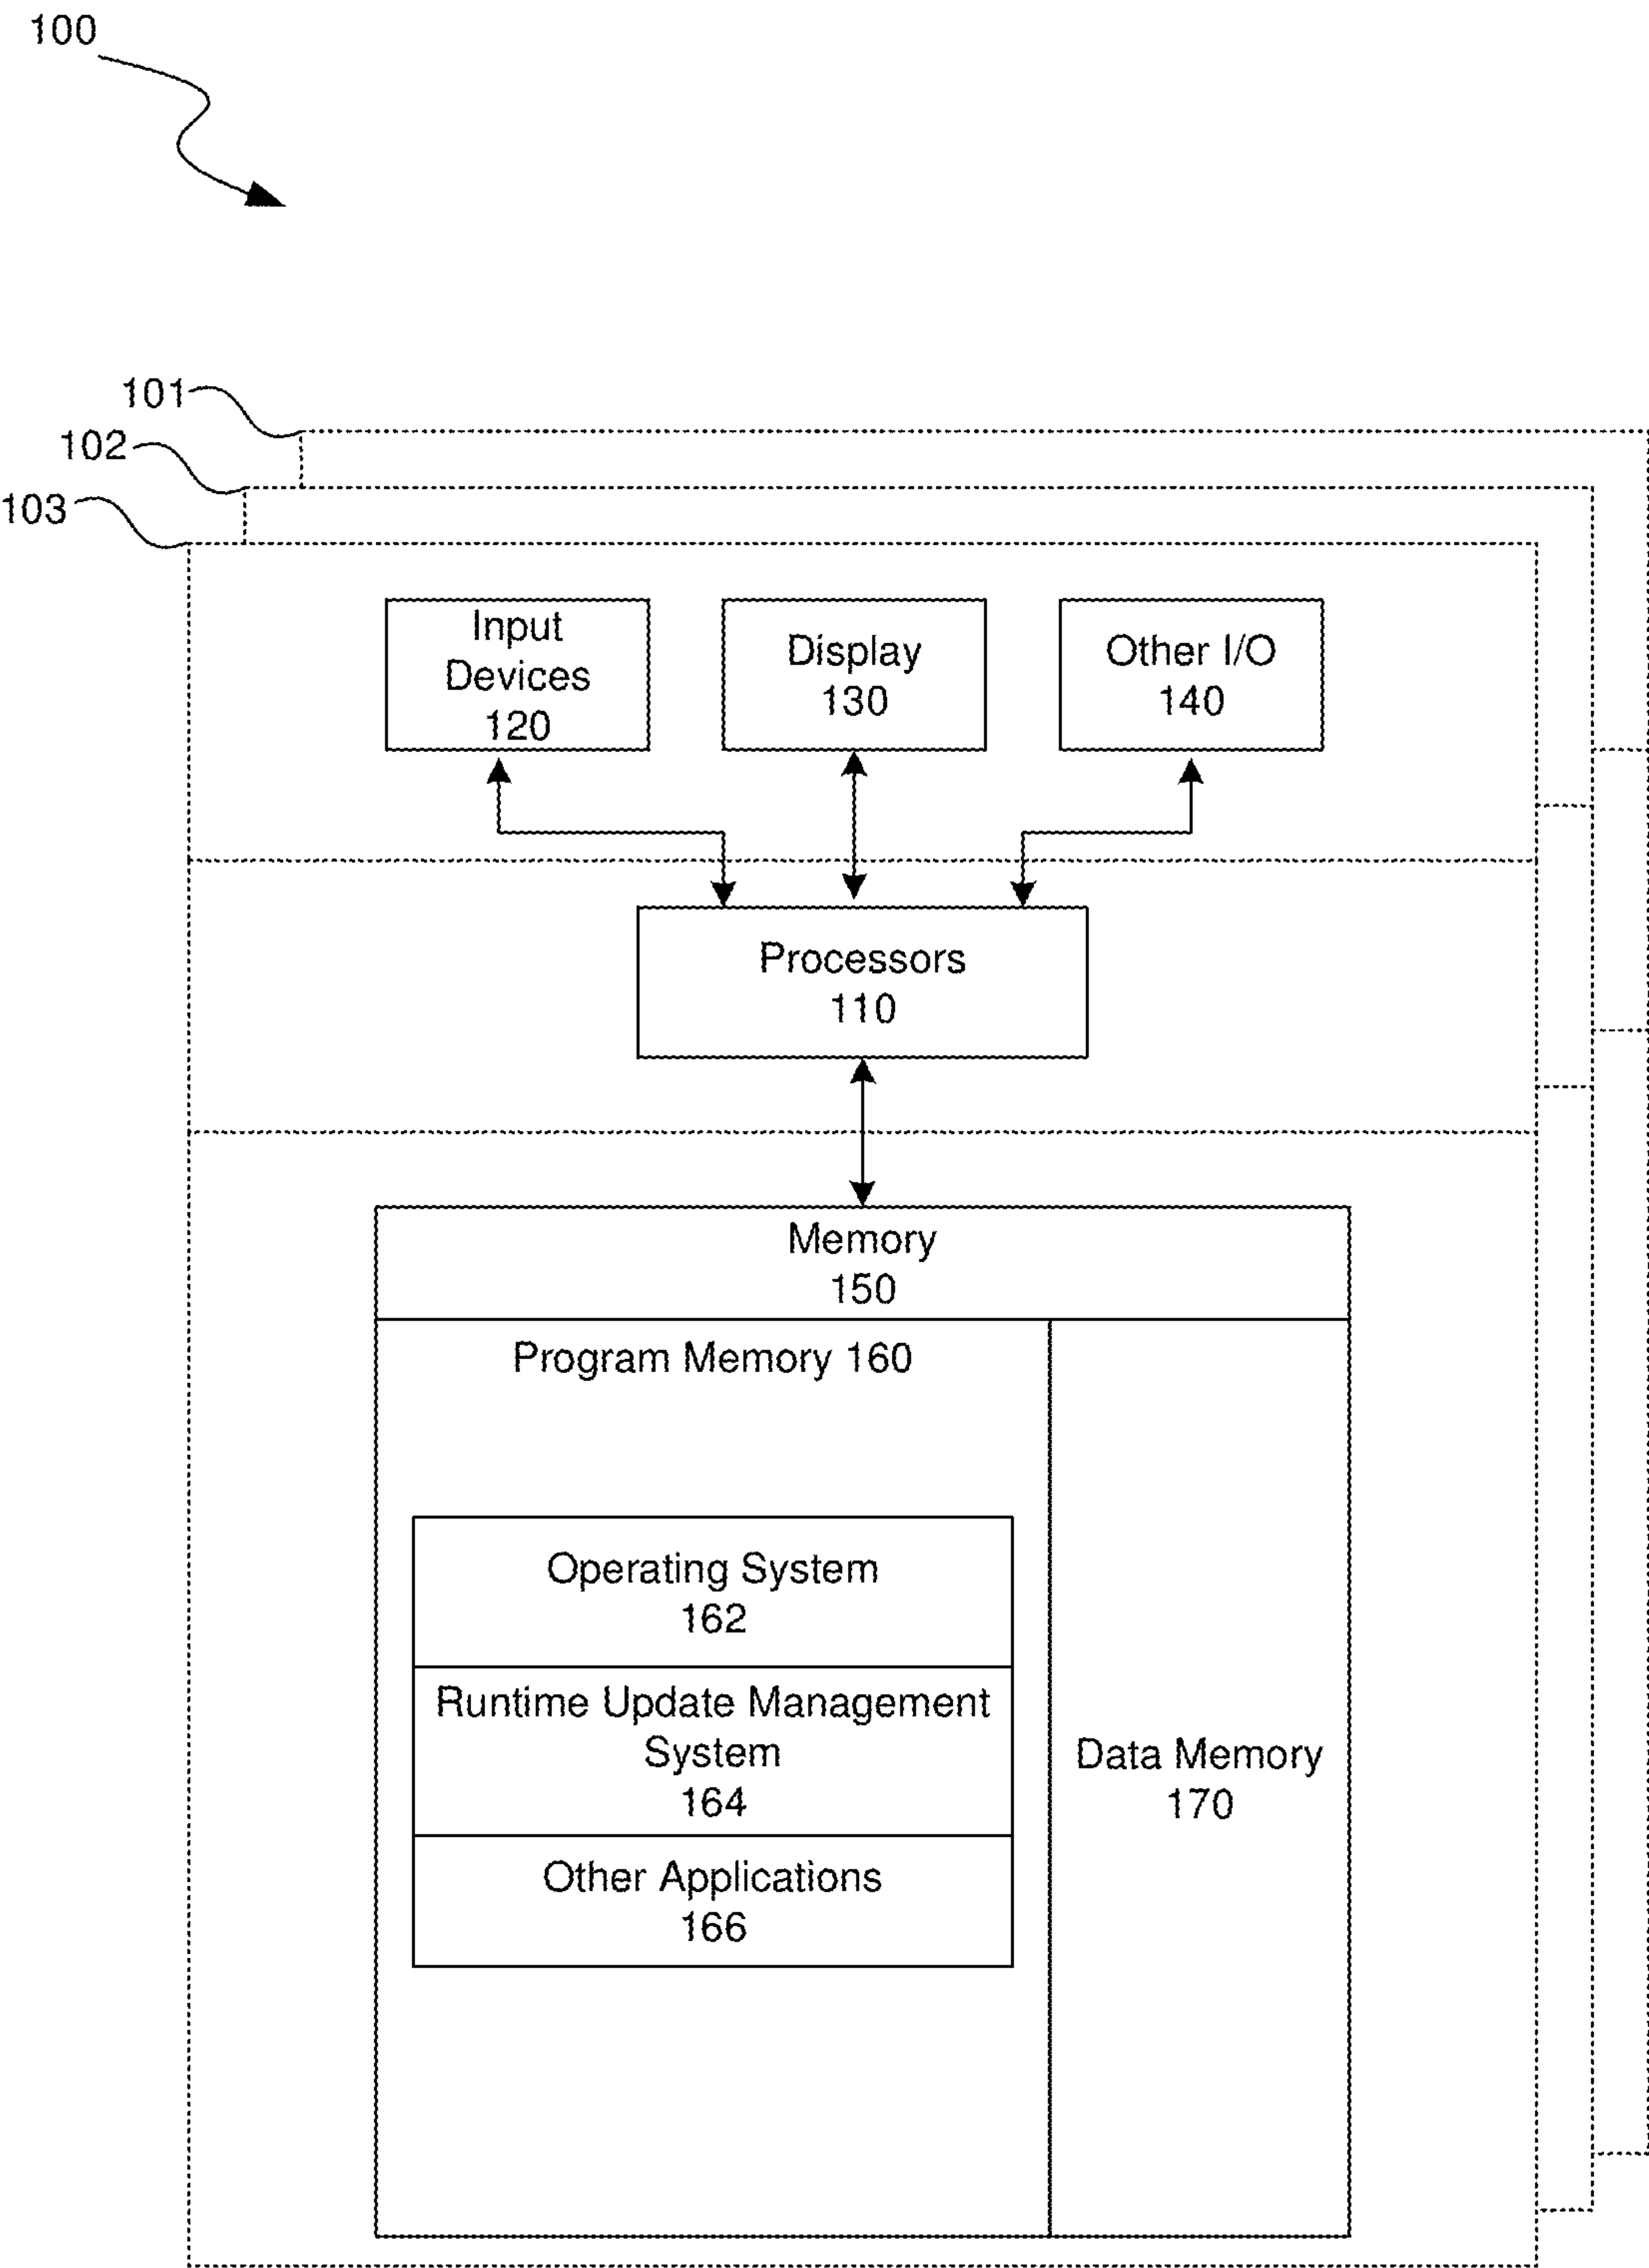 100
101
102
103
Input
Devices
120
Display
130
Other I/O
140
Processors
110
Memory
150
Program Memory 160
Operating System
162
Runtime Update Management
System
164
Other Applications
166
Data Memory
170